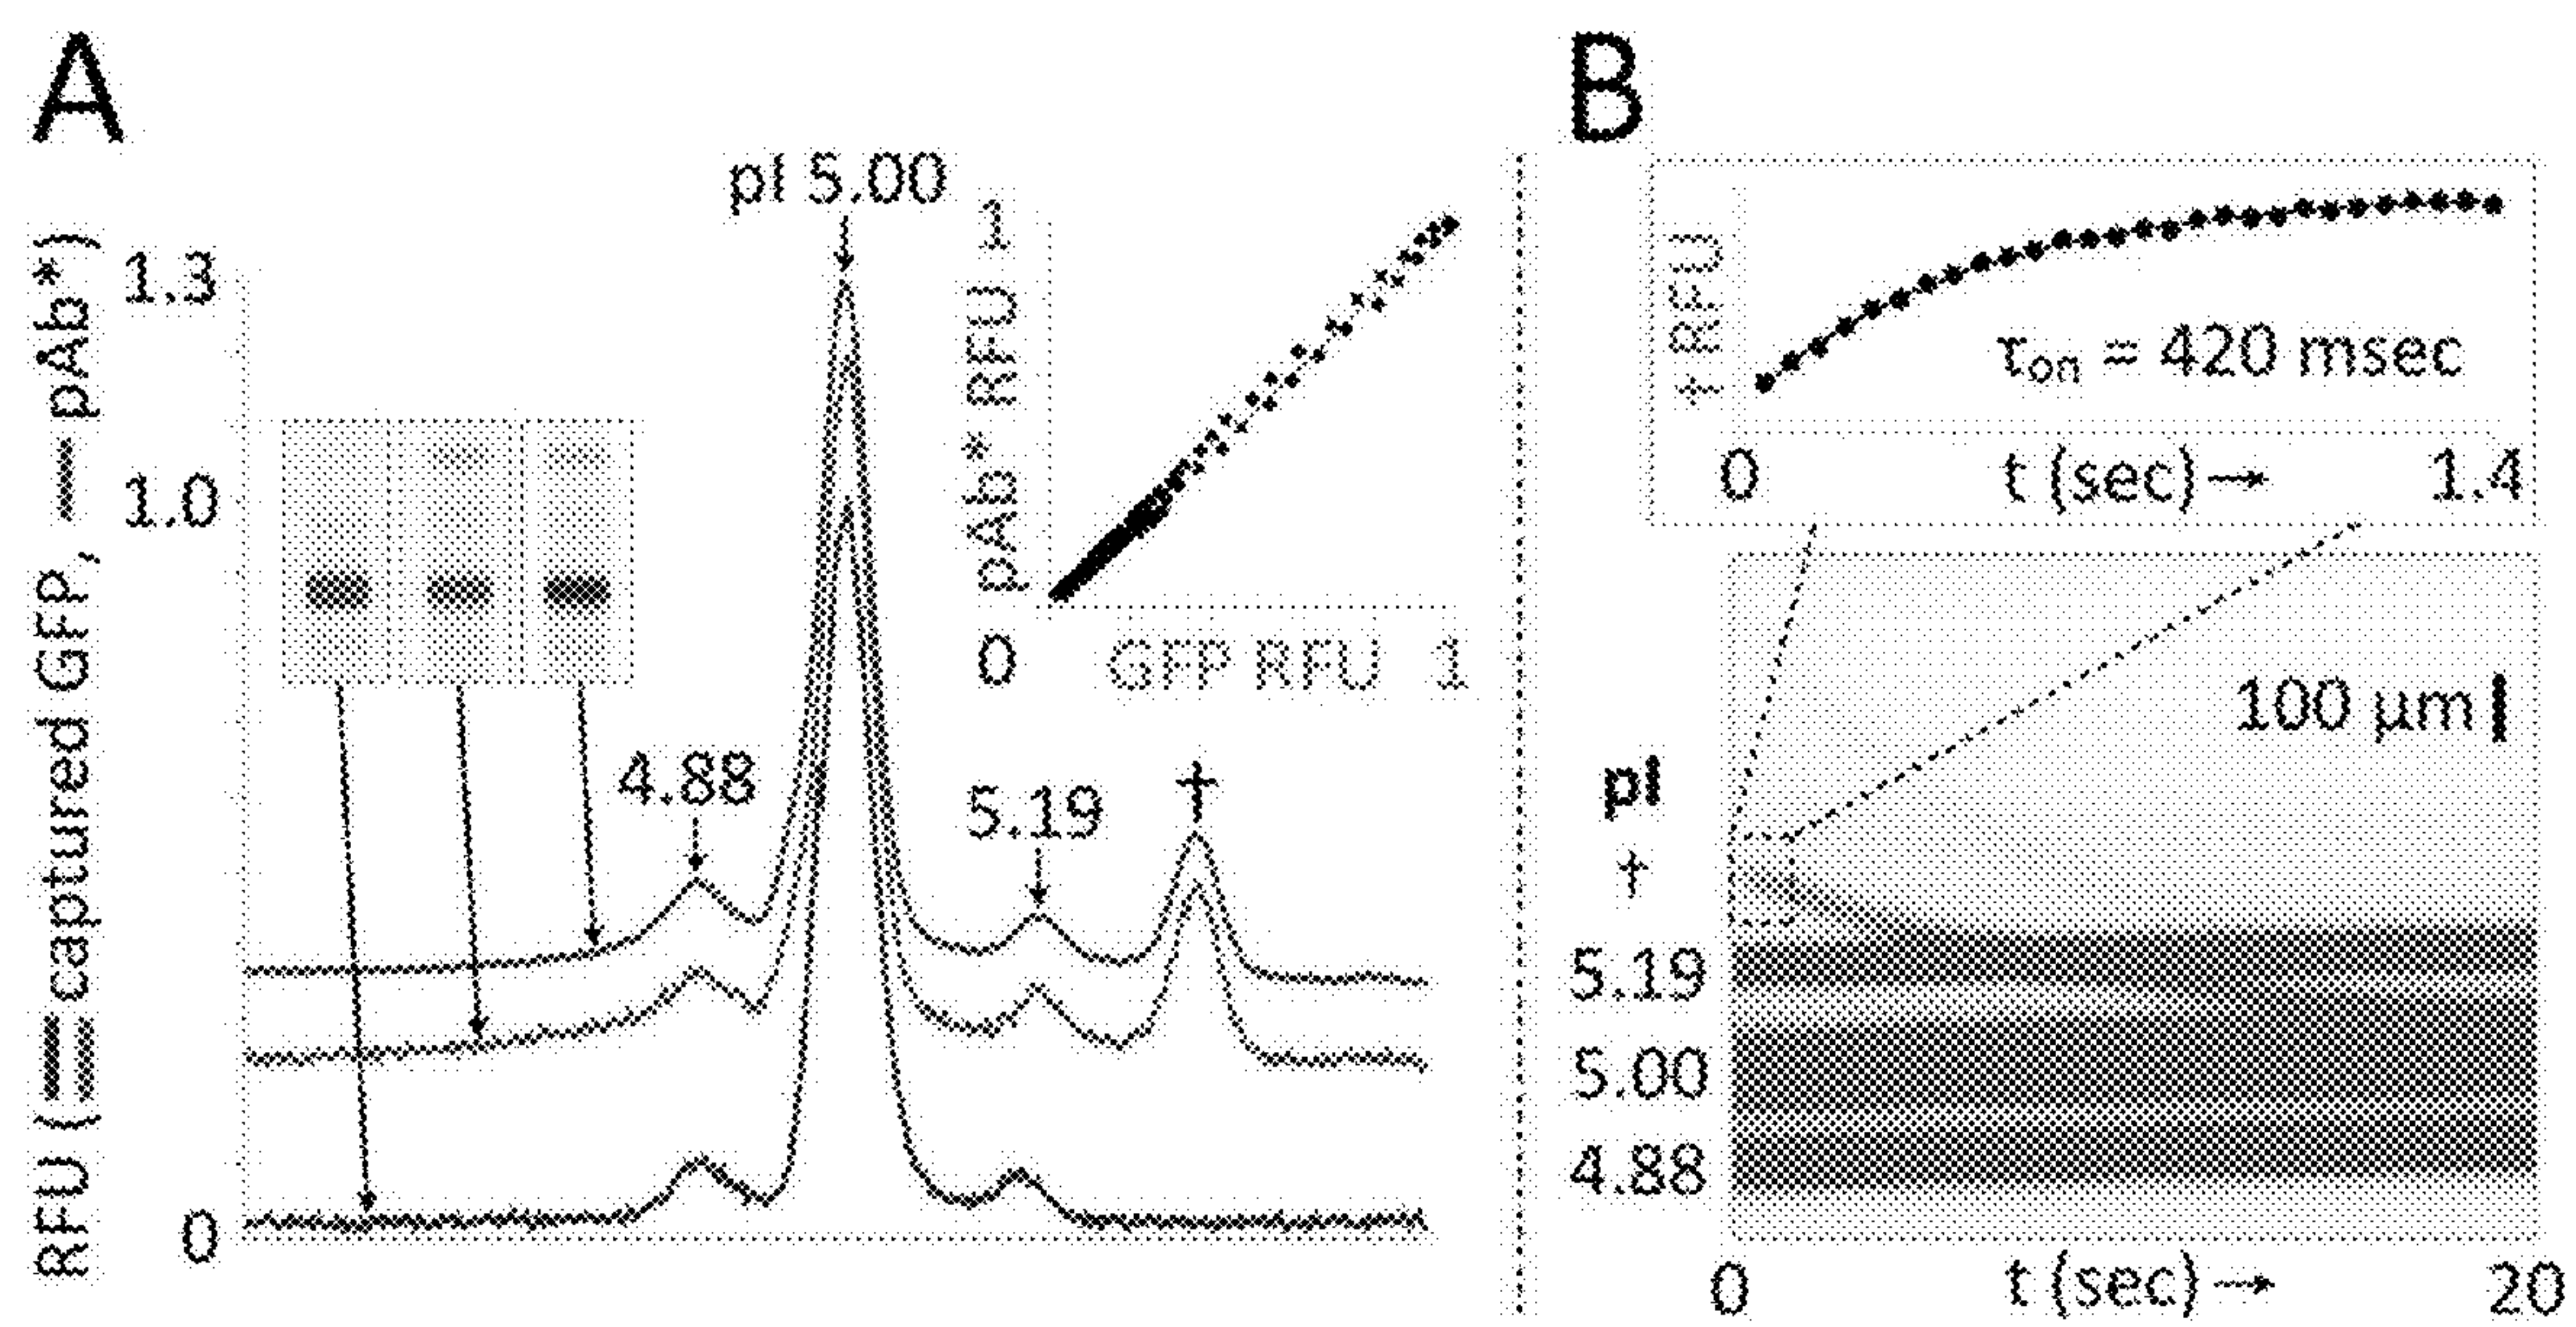 A
RFU (══captured GFP, — pAb*)
1.3
1.0
0
pI 5.00
4.88
5.19
†
pAb* RFU 1
0 GFP RFU 1
B
† RFU
τon = 420 msec
0 t (sec)→ 1.4
100 µm
pI
†
5.19
5.00
4.88
0 t (sec)→ 20